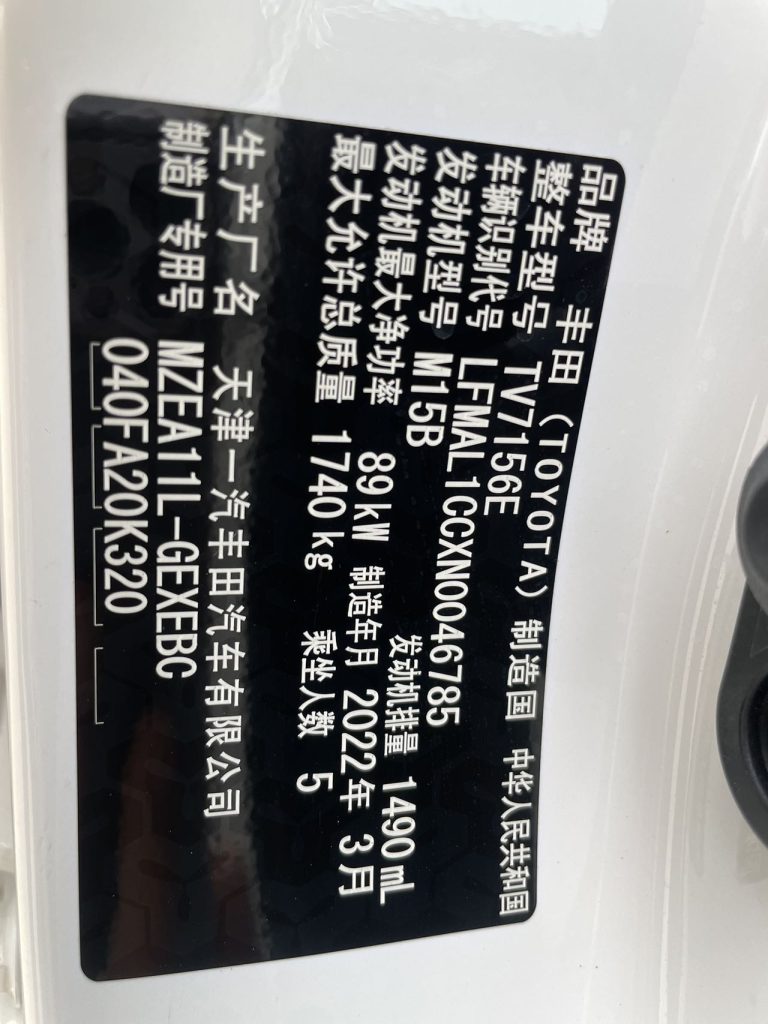 品牌 丰田（TOYOTA）制造国 中华人民共和国
整车型号 TV7156E
车辆识别代号 LFMAL1CCXN0046785
发动机型号 M15B 发动机排量 1490 mL
发动机最大净功率 89kW 制造年月 2022年 3月
最大允许总质量 1740kg 乘坐人数 5
生产厂名 天津一汽丰田汽车有限公司
制造厂专用号 MZEA11L-GEXEBC
040FA20K320